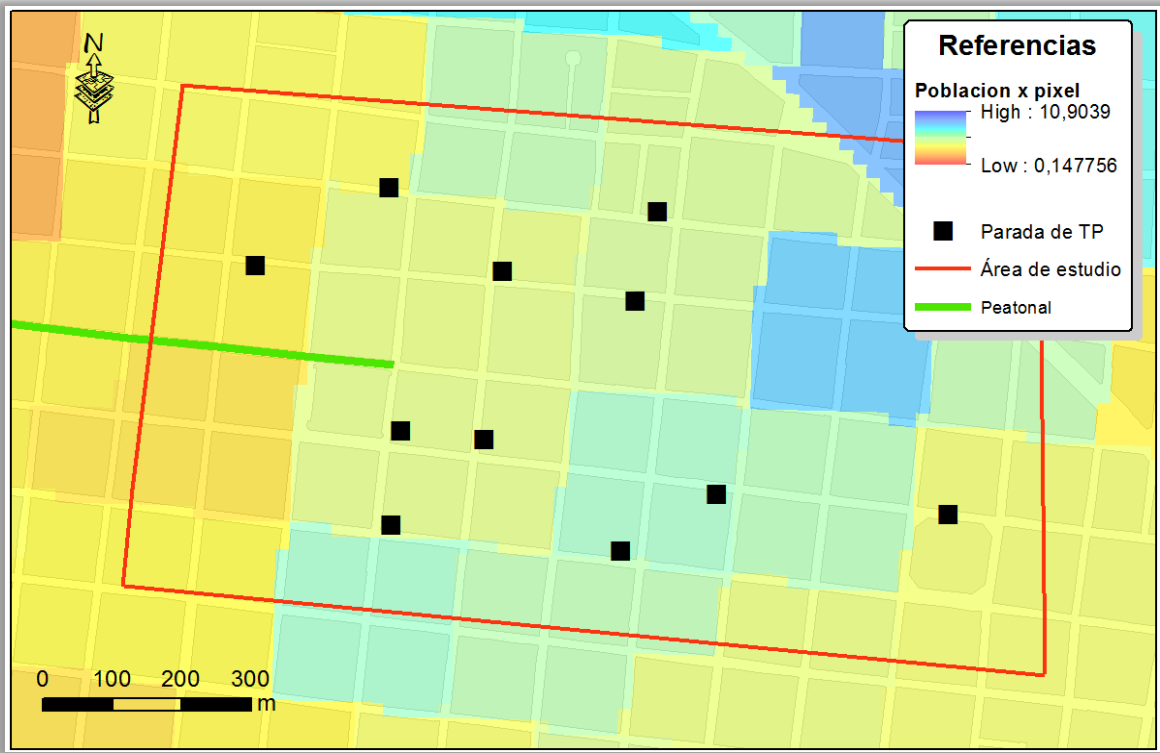 N
Referencias
Poblacion x pixel
High : 10,9039
Low : 0,147756
Parada de TP
Área de estudio
Peatonal
0 100 200 300
m